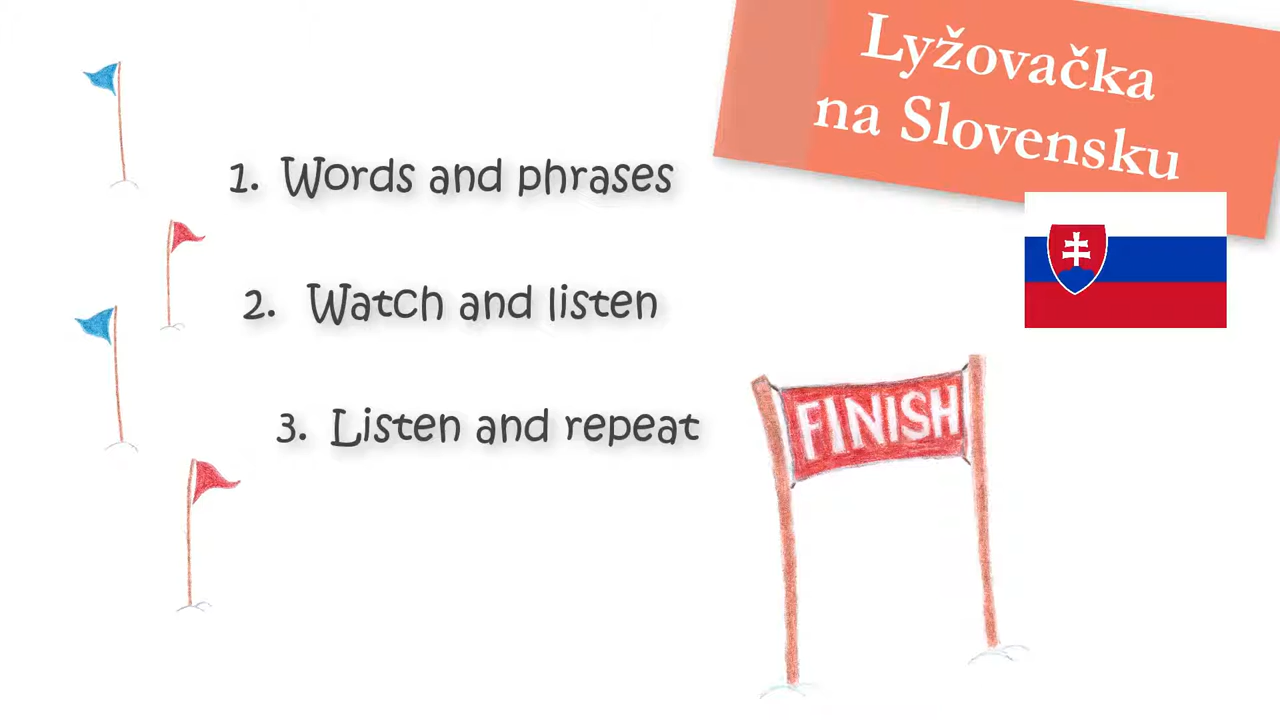 Lyžovačka
na Slovensku
1. Words and phrases
2. Watch and listen
3. Listen and repeat
FINISH